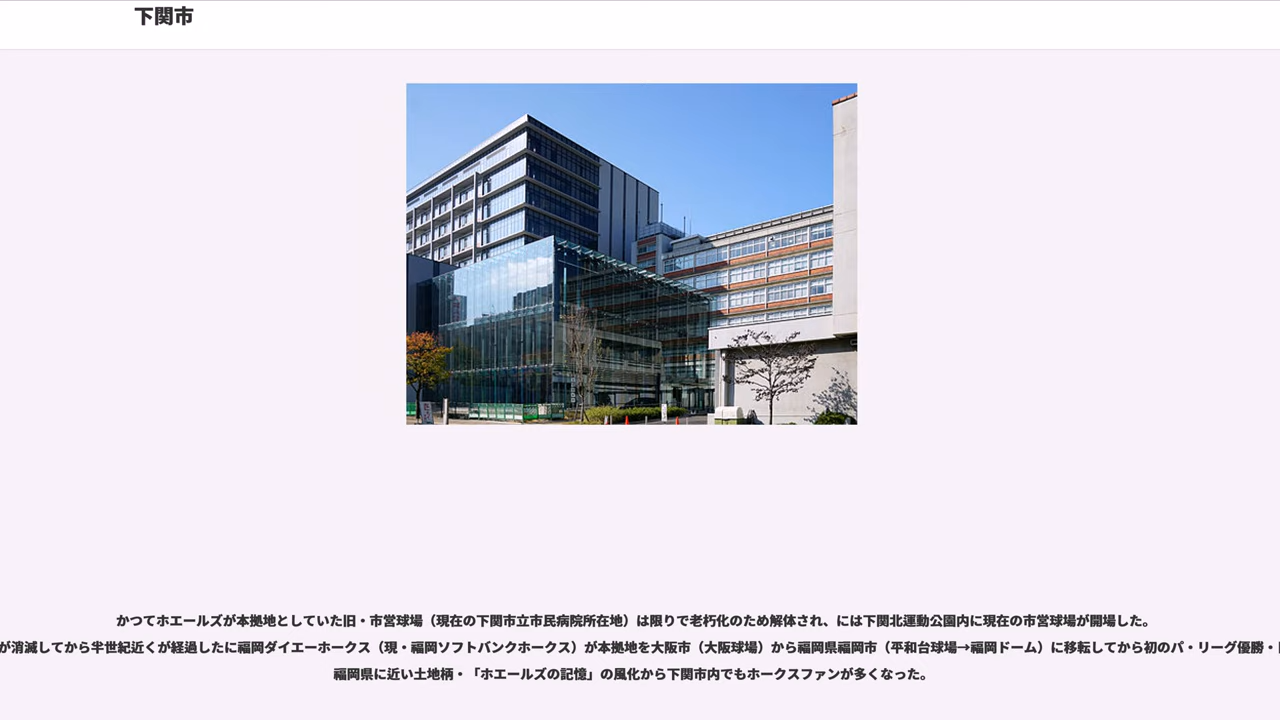 下関市
かつてホエールズが本拠地としていた旧・市営球場（現在の下関市立市民病院所在地）は限りで老朽化のため解体され、には下関北運動公園内に現在の市営球場が開場した。
が溶滅してから半世紀近くが経過したに福岡ダイエーホークス（現・福岡ソフトバンクホークス）が本拠地を大阪市（大阪球場）から福岡県福岡市（平和台球場→福岡ドーム）に移転してから初のパ・リーグ優勝・
福岡県に近い土地柄・「ホエールズの記憶」の風化から下関市内でもホークスファンが多くなった。